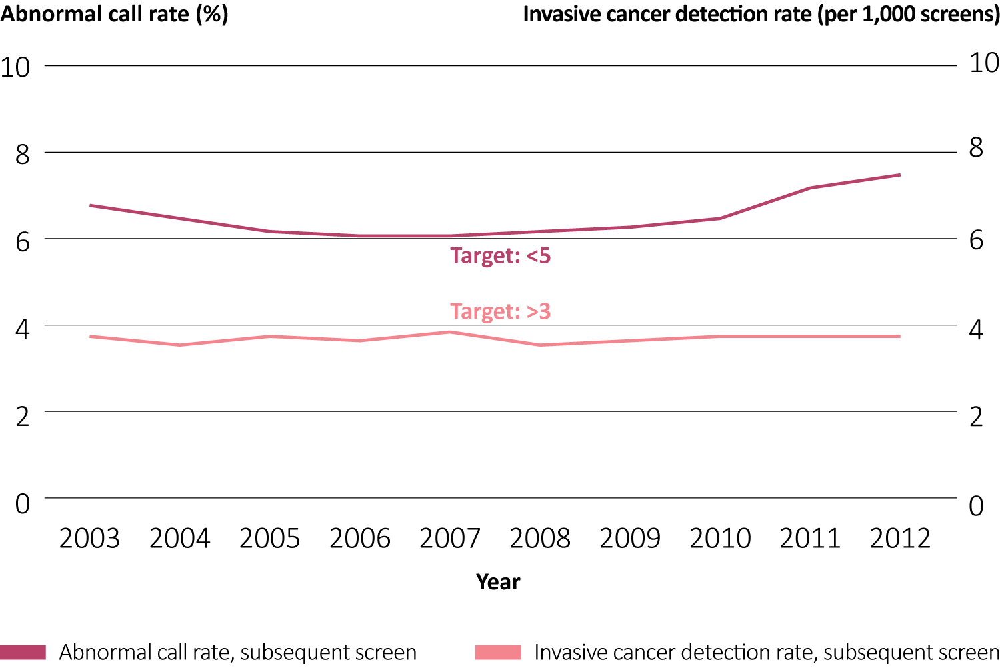 Abnormal call rate (%)
Invasive cancer detection rate (per 1,000 screens)
10
10
8
8
6
6
Target: <5
Target: >3
4
4
2
2
0
0
2003 2004 2005 2006 2007 2008 2009 2010 2011 2012
Year
Abnormal call rate, subsequent screen
Invasive cancer detection rate, subsequent screen